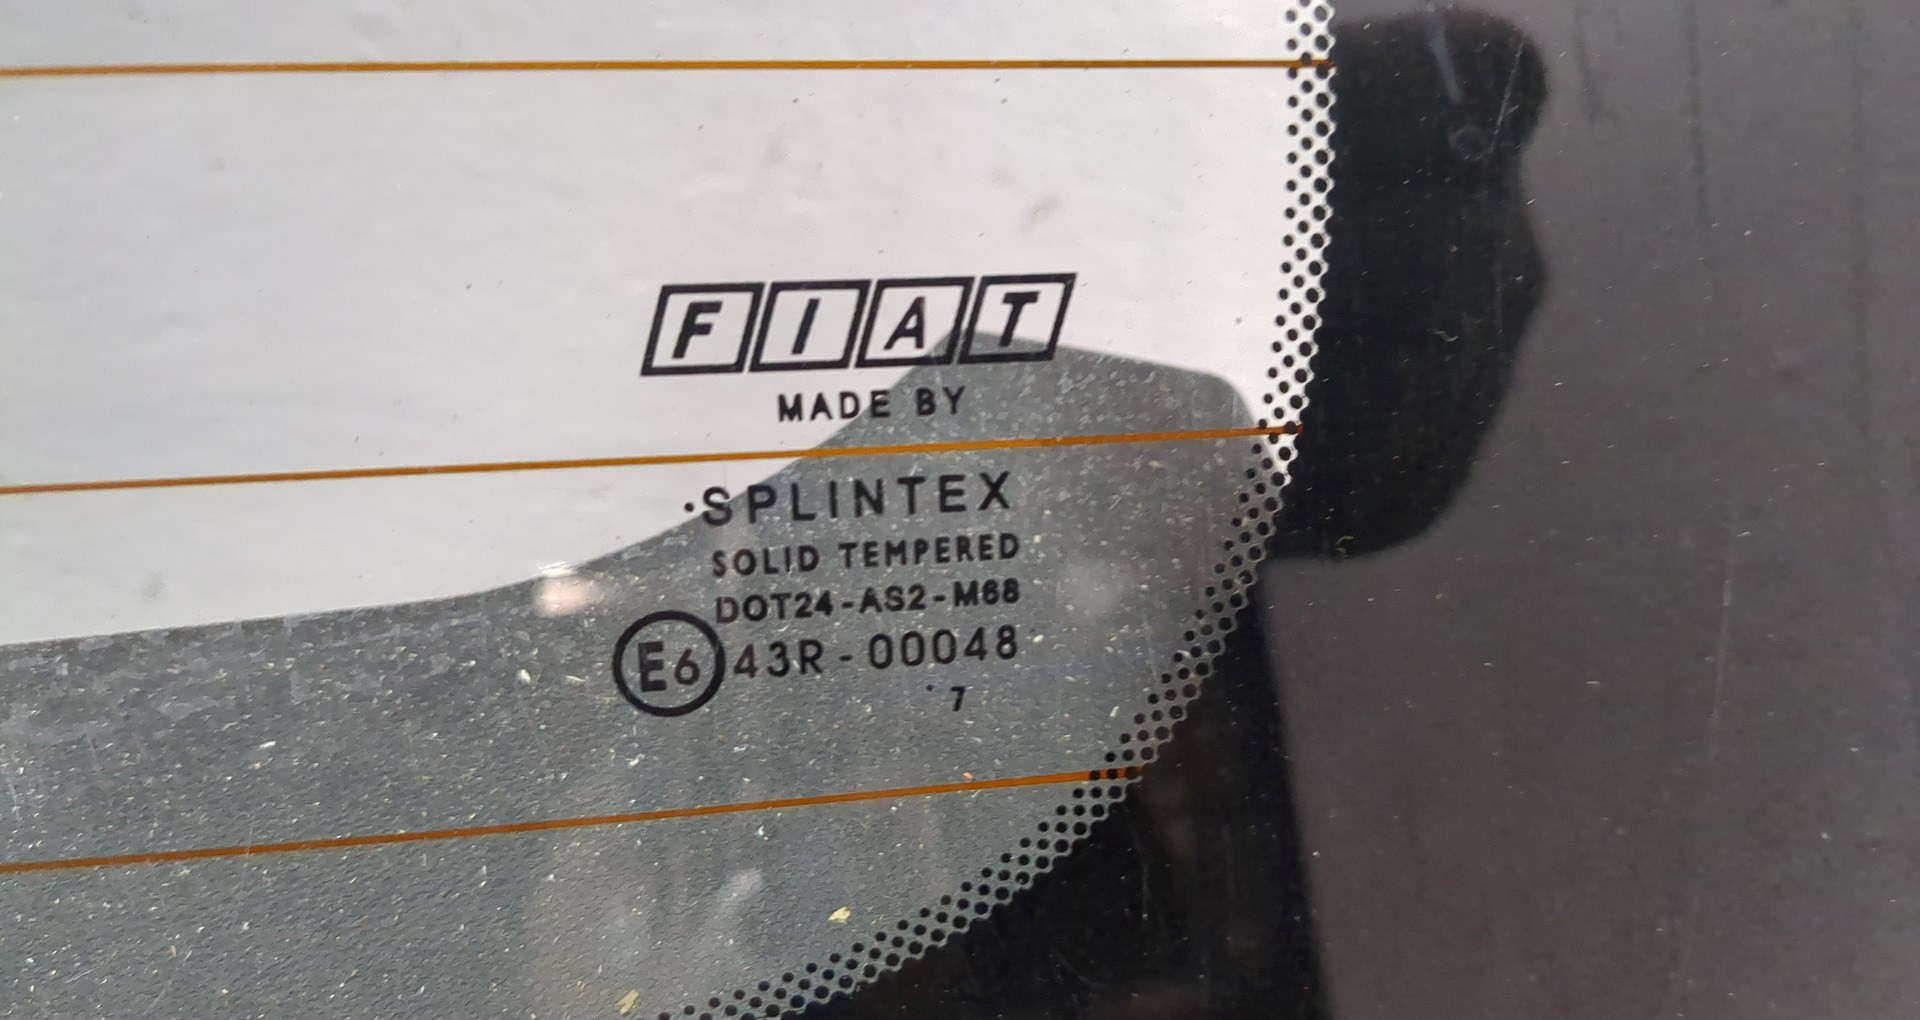 FIAT
MADE BY
·SPLINTEX
SOLID TEMPERED
DOT24-AS2-M68
E6 43R-00048
· 7